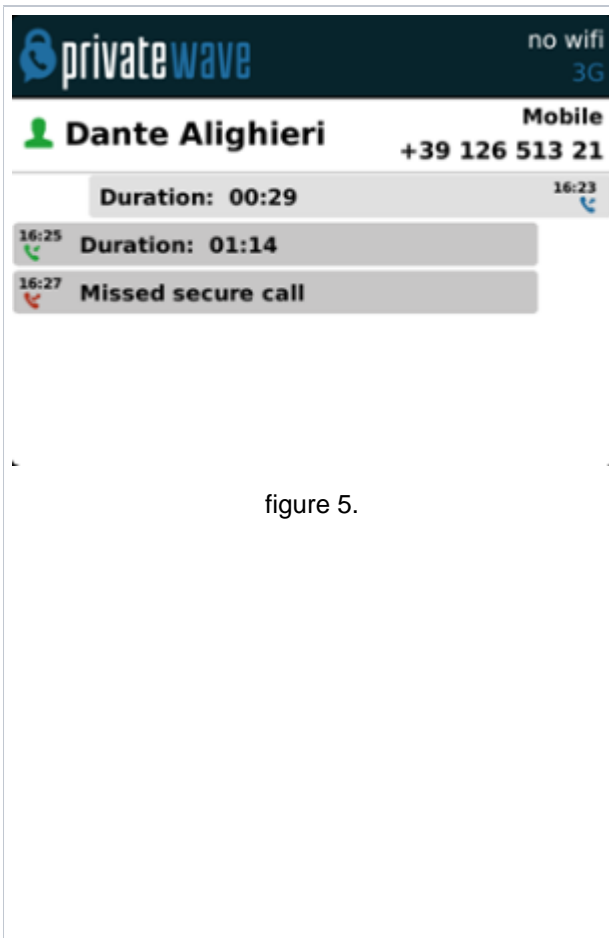 privatewave
no wifi
3G
Dante Alighieri
Mobile
+39 126 513 21
Duration: 00:29
16:23
16:25
Duration: 01:14
16:27
Missed secure call
figure 5.